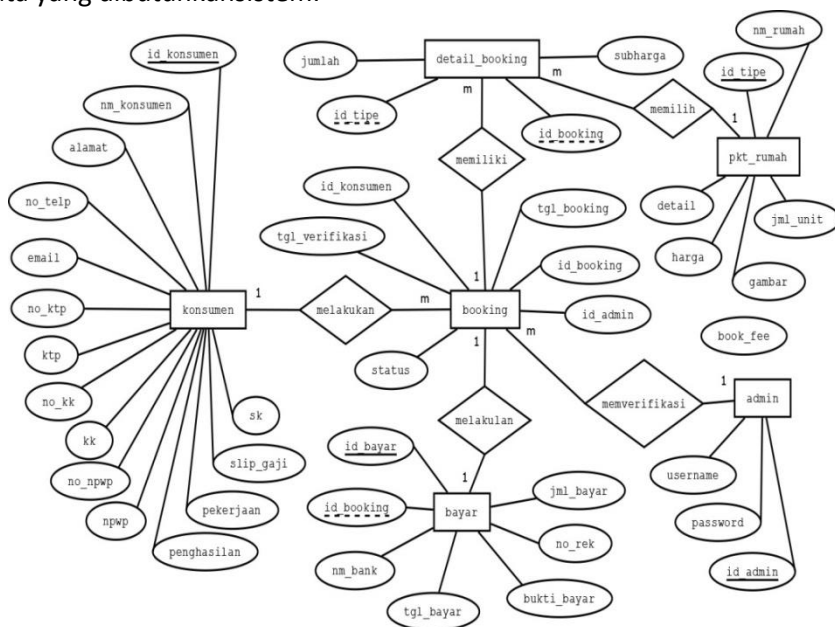 ta yang dibutuhkansistem.
id_konsumen
nm_konsumen
alamat
no_telp
email
no_ktp
ktp
no_kk
kk
no_npwp
npwp
penghasilan
pekerjaan
slip_gaji
sk
konsumen
1
melakukan
m
jumlah
detail_booking
subharga
m
m
id_tipe
id_booking
memiliki
memilih
1
nm_rumah
id_tipe
pkt_rumah
detail
harga
gambar
jml_unit
id_konsumen
tgl_verifikasi
tgl_booking
id_booking
id_admin
1
booking
status
1
m
book_fee
memverifikasi
1
admin
username
password
id_admin
melakulan
1
bayar
id_bayar
id_booking
nm_bank
tgl_bayar
bukti_bayar
no_rek
jml_bayar